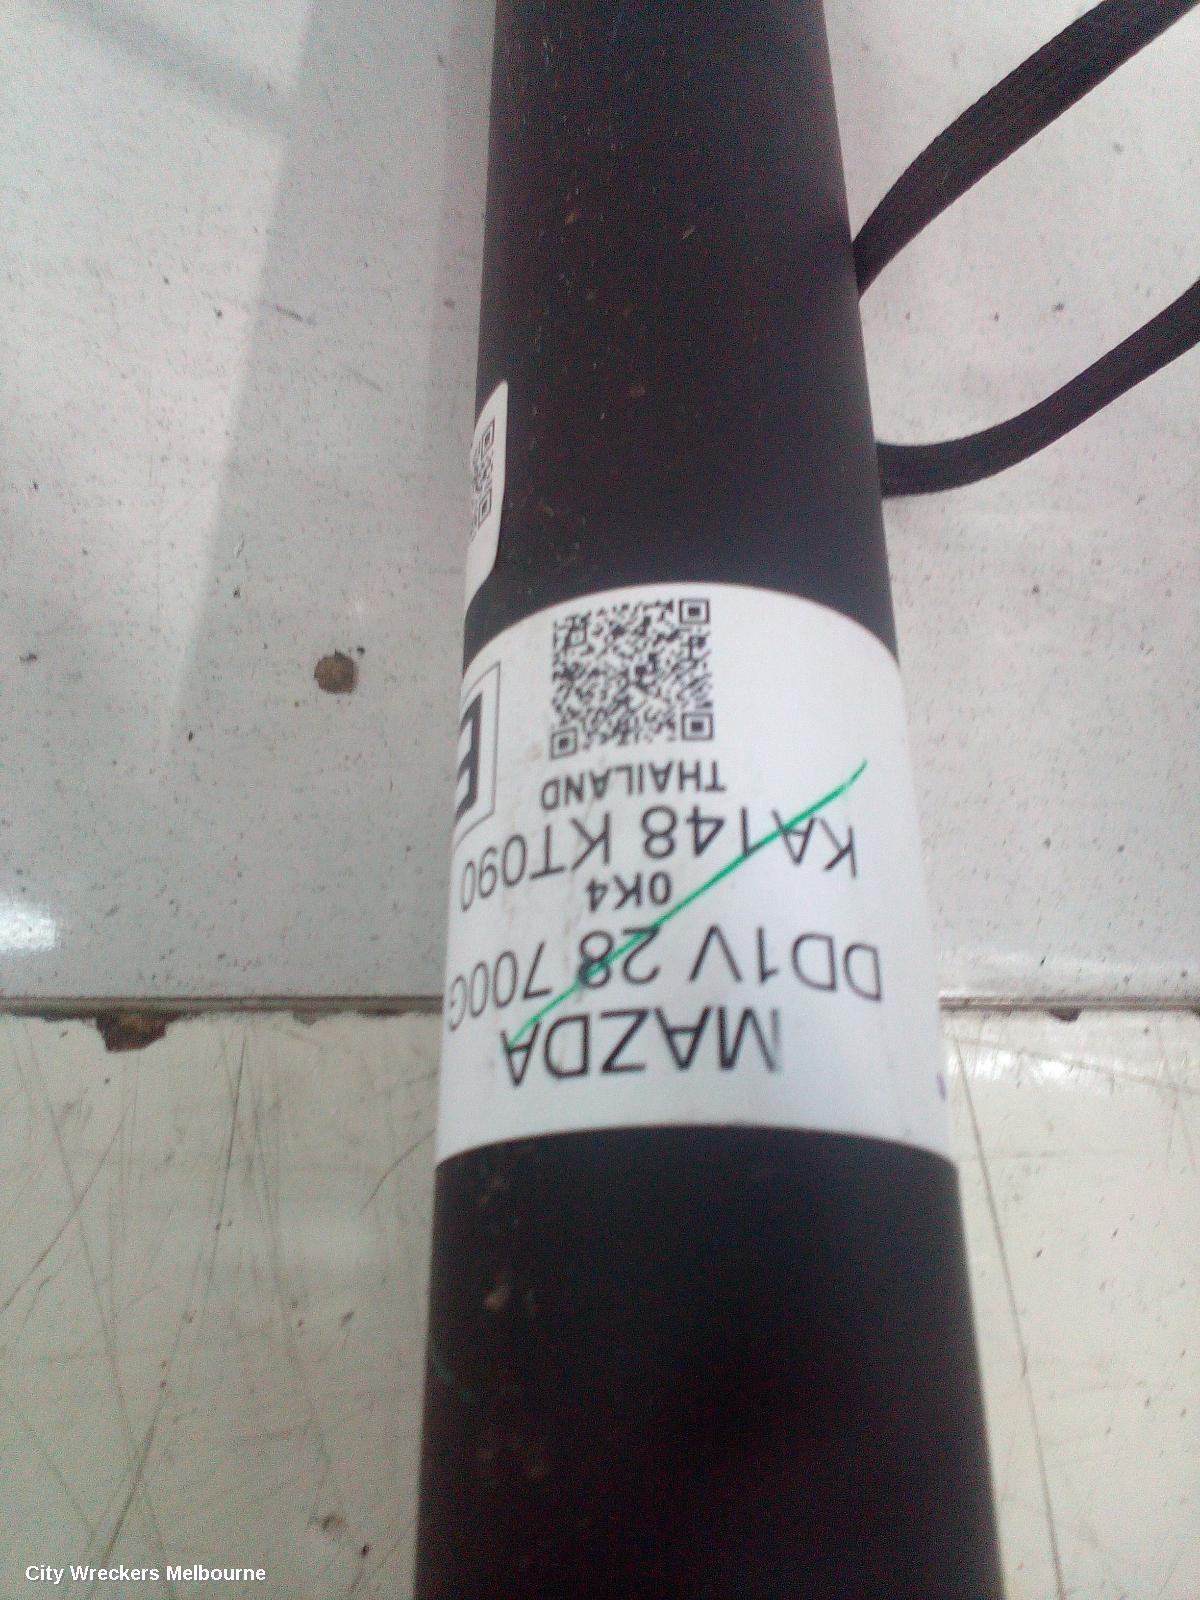 MAZDA
DD1V 28 700G
0K4
KA148 KT090
THAILAND
E
City Wreckers Melbourne